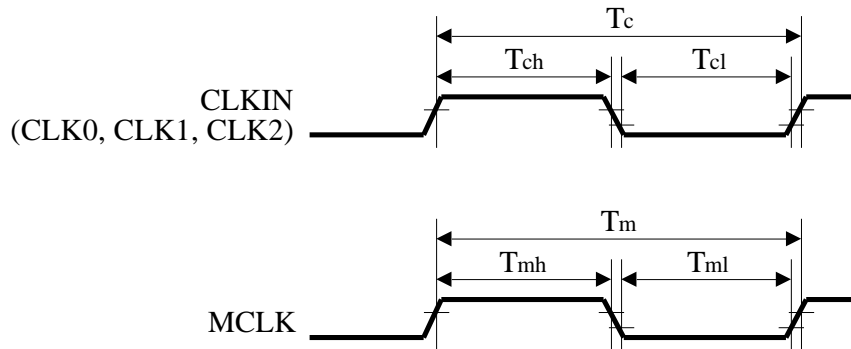 Tc
Tch Tcl
CLKIN
(CLK0, CLK1, CLK2)
Tm
Tmh Tml
MCLK